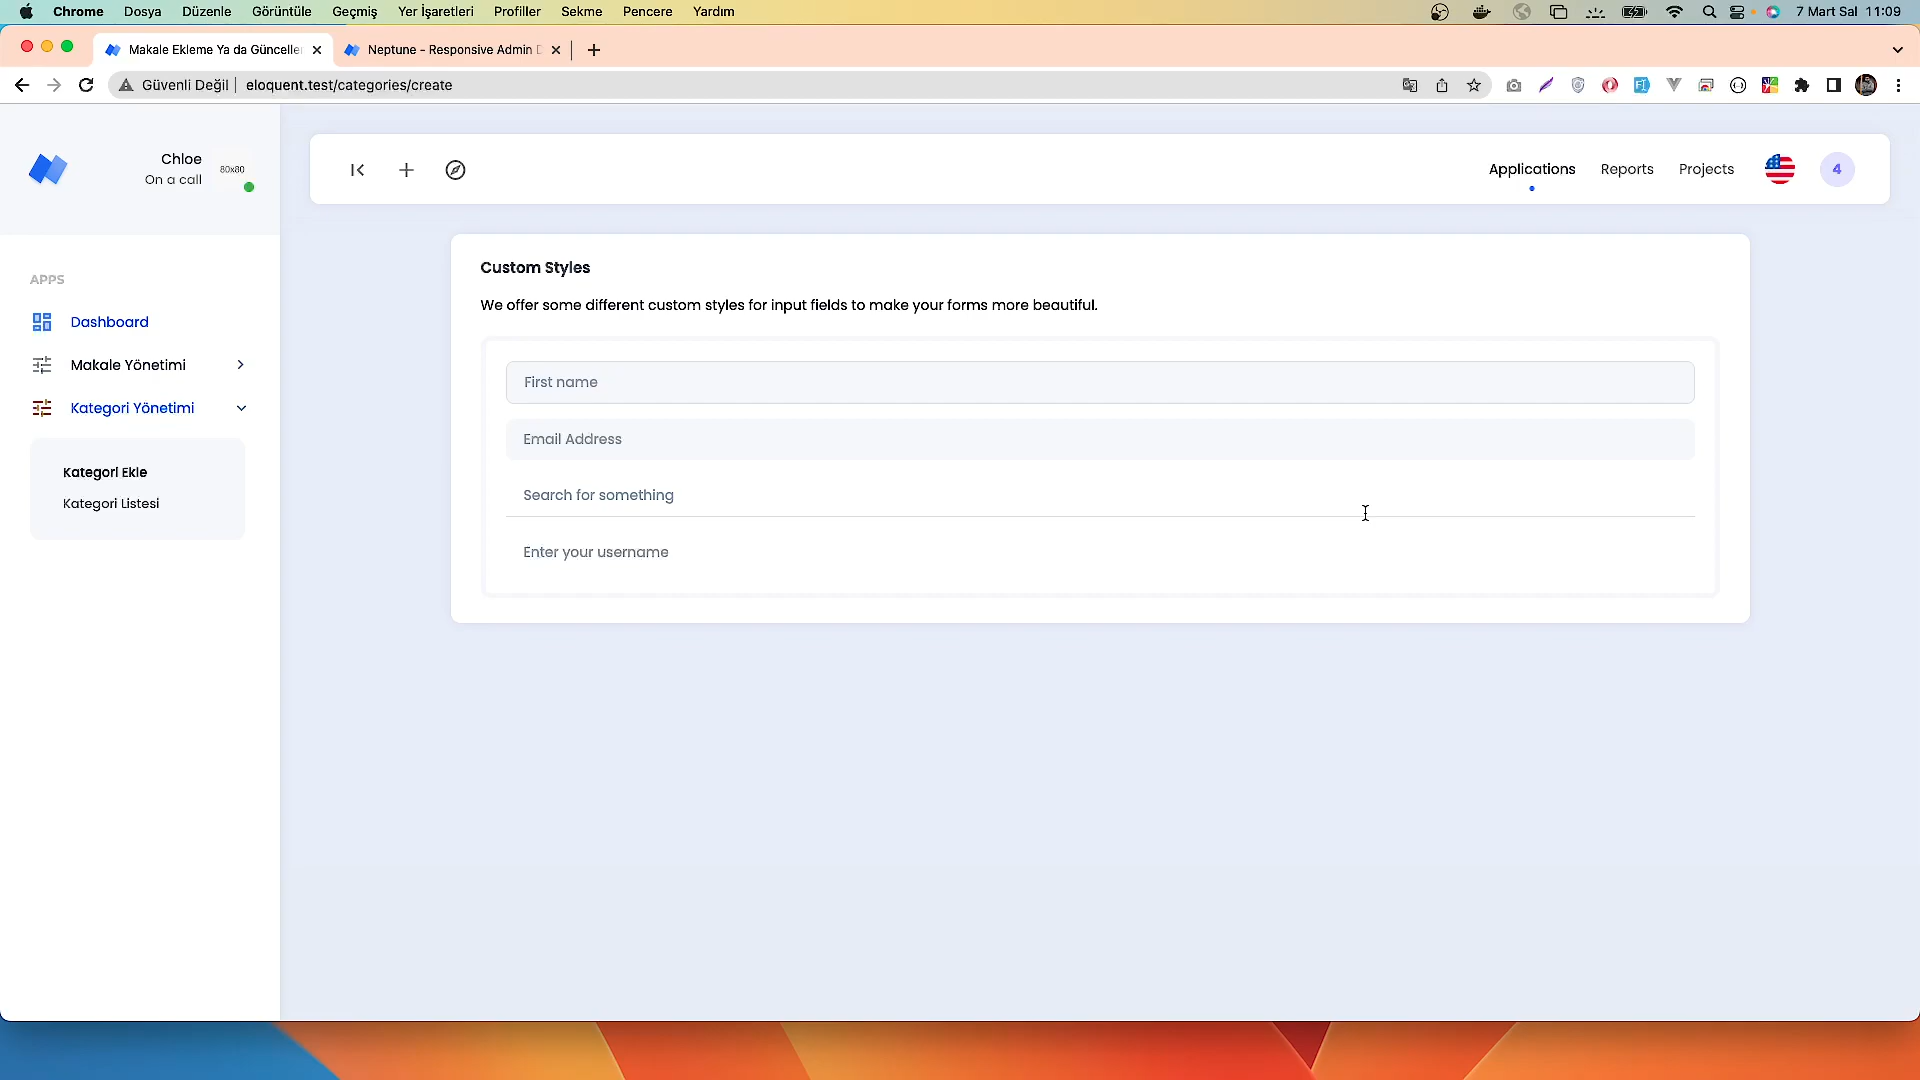 Chrome Dosya Düzenle Görüntüle Geçmiş Yer İşaretleri Profiller Sekme Pencere Yardım 7 Mart Sal 11:09
Makale Ekleme Ya da Güncelle Neptune - Responsive Admin D
Güvenli Değil eloquent.test/categories/create
Chloe
On a call
80x80
Applications Reports Projects 4
APPS
Dashboard
Makale Yönetimi
Kategori Yönetimi
Kategori Ekle
Kategori Listesi
Custom Styles
We offer some different custom styles for input fields to make your forms more beautiful.
First name
Email Address
Search for something
Enter your username